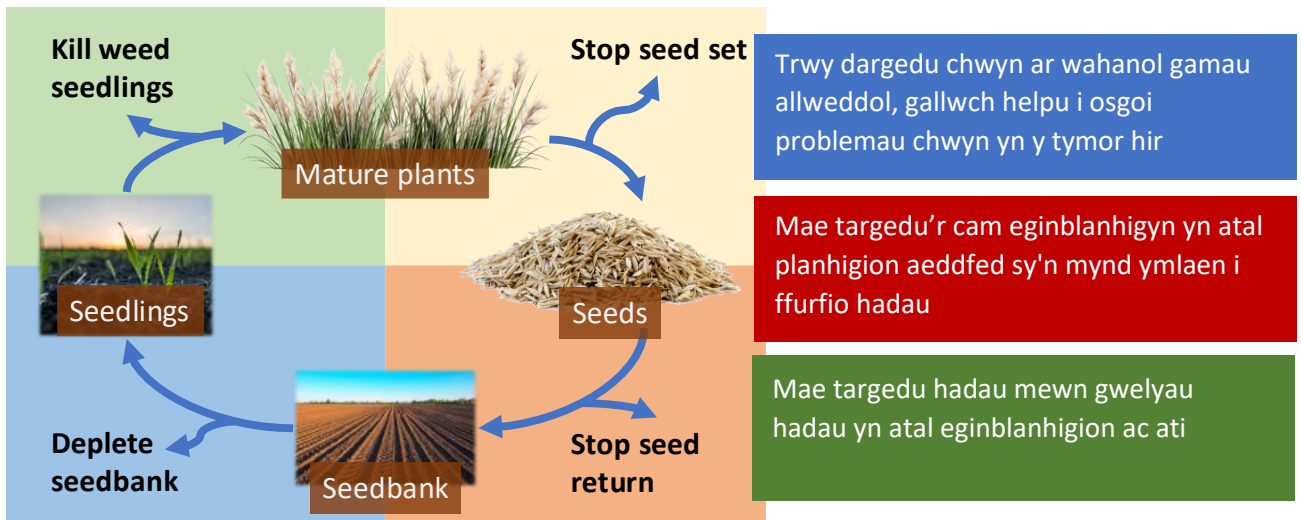 Kill weed
seedlings
Stop seed set
Mature plants
Seedlings
Seeds
Deplete
seedbank
Seedbank
Stop seed
return
Trwy dargedu chwyn ar wahanol gamau
allweddol, gallwch helpu i osgoi
problemau chwyn yn y tymor hir
Mae targedu’r cam eginblanhigyn yn atal
planhigion aeddfed sy'n mynd ymlaen i
ffurfio hadau
Mae targedu hadau mewn gwelyau
hadau yn atal eginblanhigion ac ati